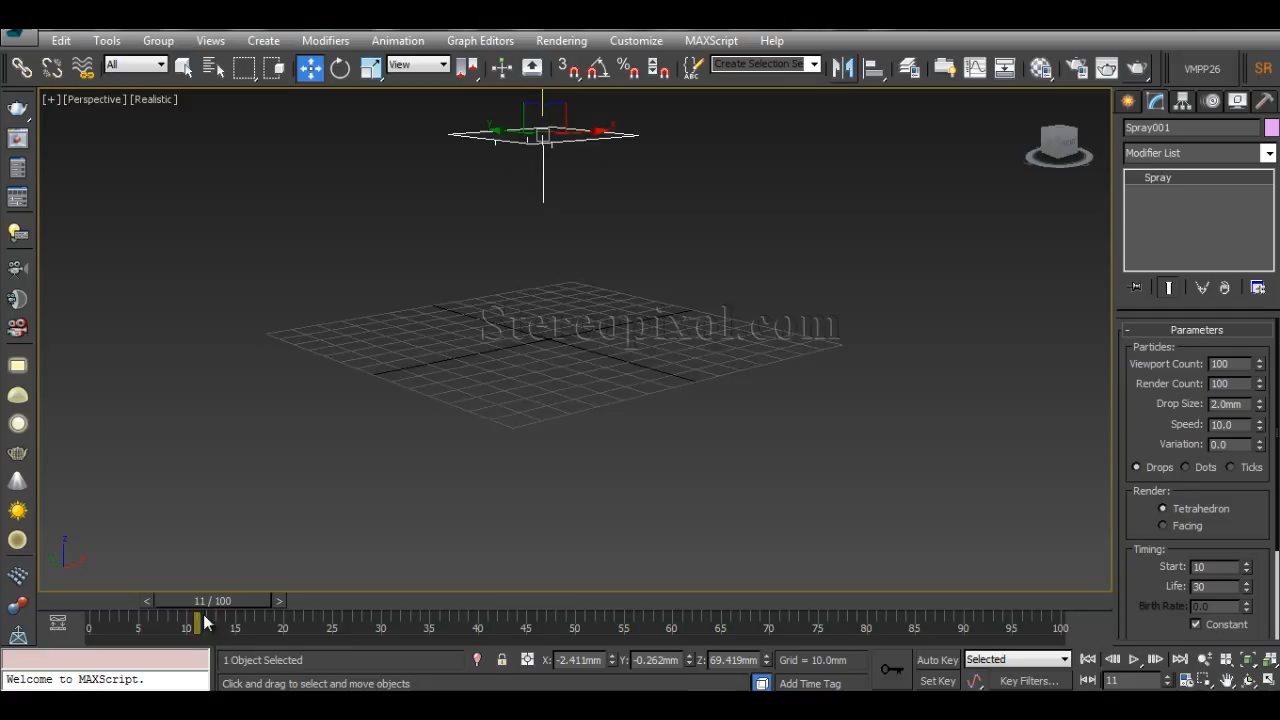 Edit Tools Group Views Create Modifiers Animation Graph Editors Rendering Customize MAXScript Help
All View 3 % ABC Create Selection Se VMPP26 SR
[+] [Perspective ] [Realistic ]
Spray001
Modifier List
Spray
Y X
Stereopixol.com
Parameters
Particles:
Viewport Count: 100
Render Count: 100
Drop Size: 2.0mm
Speed: 10.0
Variation: 0.0
Drops Dots Ticks
Render:
Tetrahedron
Facing
Timing:
Start: 10
Life: 30
Birth Rate: 0.0
Constant
z
< 11 / 100 >
0 5 10 15 20 25 30 35 40 45 50 55 60 65 70 75 80 85 90 95 100
1 Object Selected X: -2.411mm Y: -0.262mm Z: 69.419mm Grid = 10.0mm Auto Key Selected
Welcome to MAXScript. Click and drag to select and move objects Add Time Tag Set Key Key Filters... 11